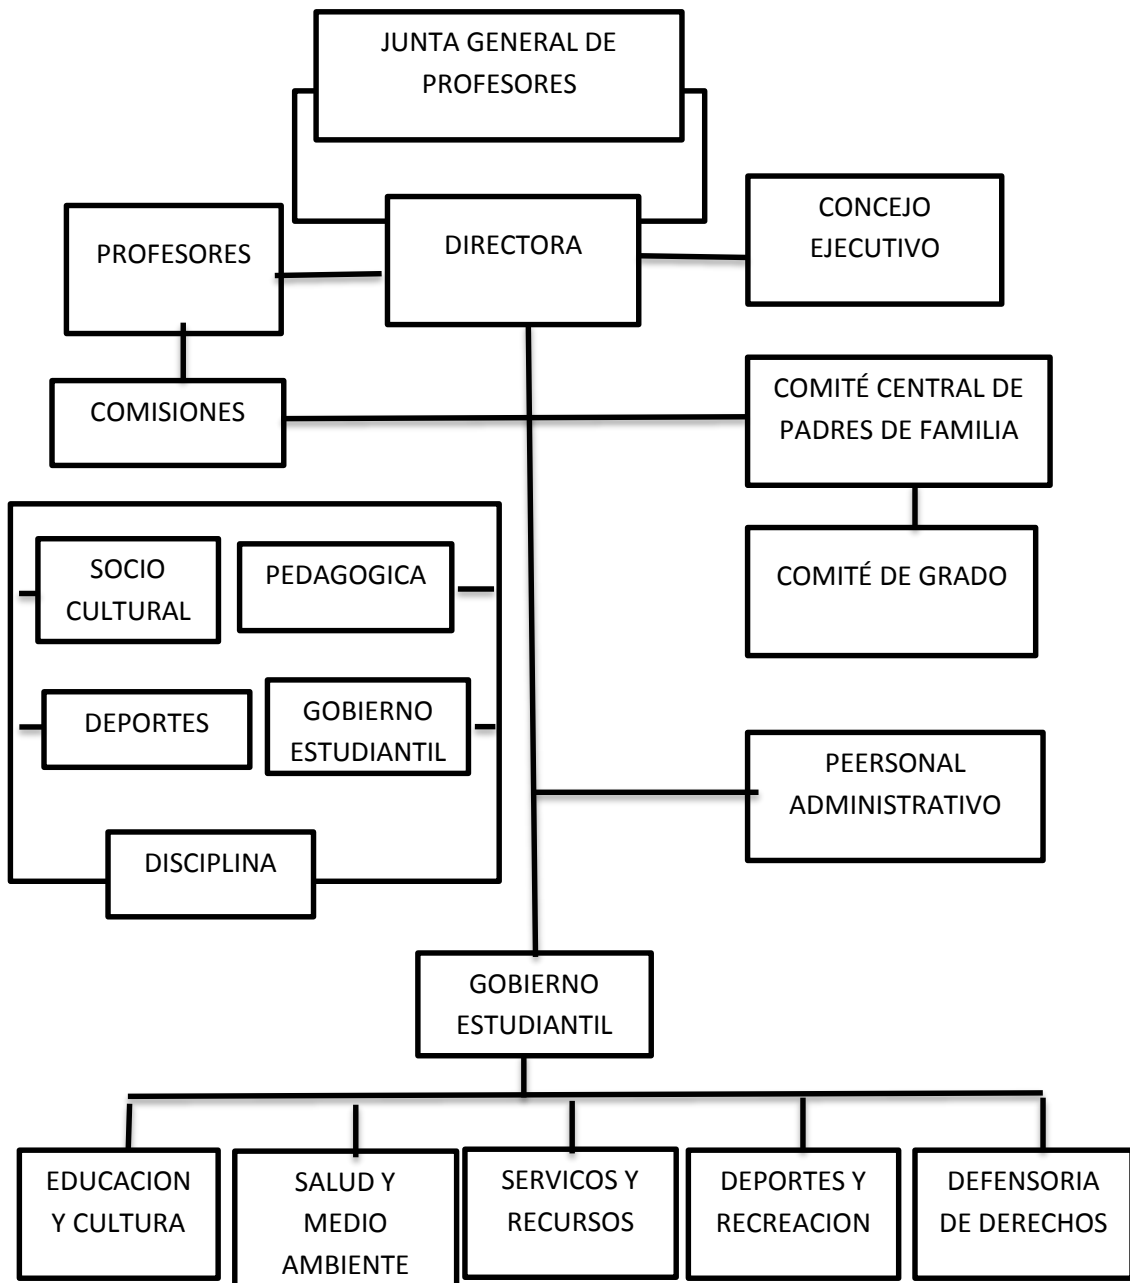 JUNTA GENERAL DE
PROFESORES
PROFESORES
DIRECTORA
CONCEJO
EJECUTIVO
COMISIONES
COMITÉ CENTRAL DE
PADRES DE FAMILIA
COMITÉ DE GRADO
SOCIO
CULTURAL
PEDAGOGICA
DEPORTES
GOBIERNO
ESTUDIANTIL
DISCIPLINA
PEERSONAL
ADMINISTRATIVO
GOBIERNO
ESTUDIANTIL
EDUCACION
Y CULTURA
SALUD Y
MEDIO
AMBIENTE
SERVICOS Y
RECURSOS
DEPORTES Y
RECREACION
DEFENSORIA
DE DERECHOS